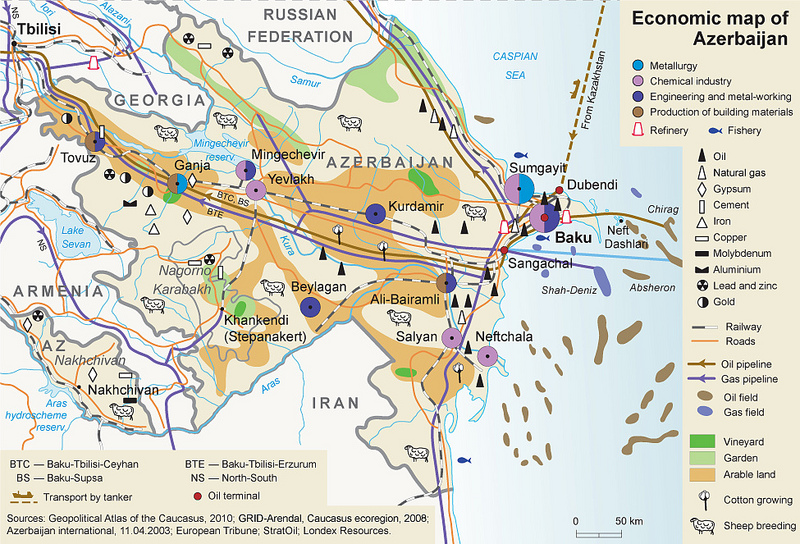 Economic map of
Azerbaijan
Metallurgy
Chemical industry
Engineering and metal-working
Production of building materials
Refinery
Fishery
Oil
Natural gas
Gypsum
Cement
Iron
Copper
Molybdenum
Aluminium
Lead and zinc
Gold
Railway
Roads
Oil pipeline
Gas pipeline
Oil field
Gas field
Vineyard
Garden
Arable land
Cotton growing
Sheep breeding
NS
Iori
Alazani
Tbilisi
RUSSIAN
FEDERATION
Samur
CASPIAN
SEA
From Kazakhstan
GEORGIA
Mingechevir
reserv.
Tovuz
Ganja
Mingechevir
Yevlakh
AZERBAIJAN
Sumgayit
Dubendi
BTC, BS
BTE
Kurdamir
Baku
Chirag
Neft
Dashlari
Lake
Sevan
NS
Kura
Sangachal
Nagorno
Karabakh
Shah-Deniz
Absheron
ARMENIA
Beylagan
Ali-Bairamli
Khankendi
(Stepanakert)
Salyan
Neftchala
AZ
Nakhchivan
Nakhchivan
Aras
IRAN
Aras
hydroscheme
reserv.
BTC — Baku-Tbilisi-Ceyhan
BTE — Baku-Tbilisi-Erzurum
BS — Baku-Supsa
NS — North-South
Transport by tanker
Oil terminal
Sources: Geopolitical Atlas of the Caucasus, 2010; GRID-Arendal, Caucasus ecoregion, 2008;
Azerbaijan international, 11.04.2003; European Tribune; StratOil; Londex Resources.
0
50 km